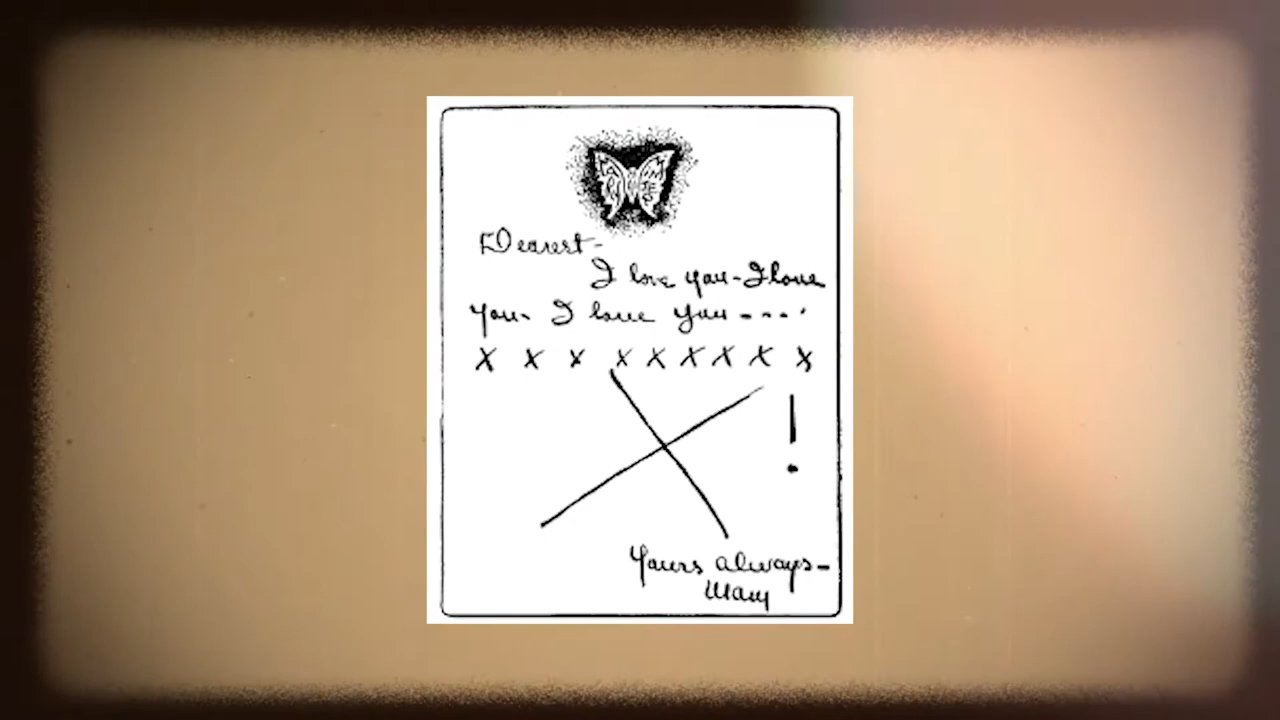 Dearest-
I love you-I love
you- I love you----
x x x x x x x x x
X !
Yours always-
Mary